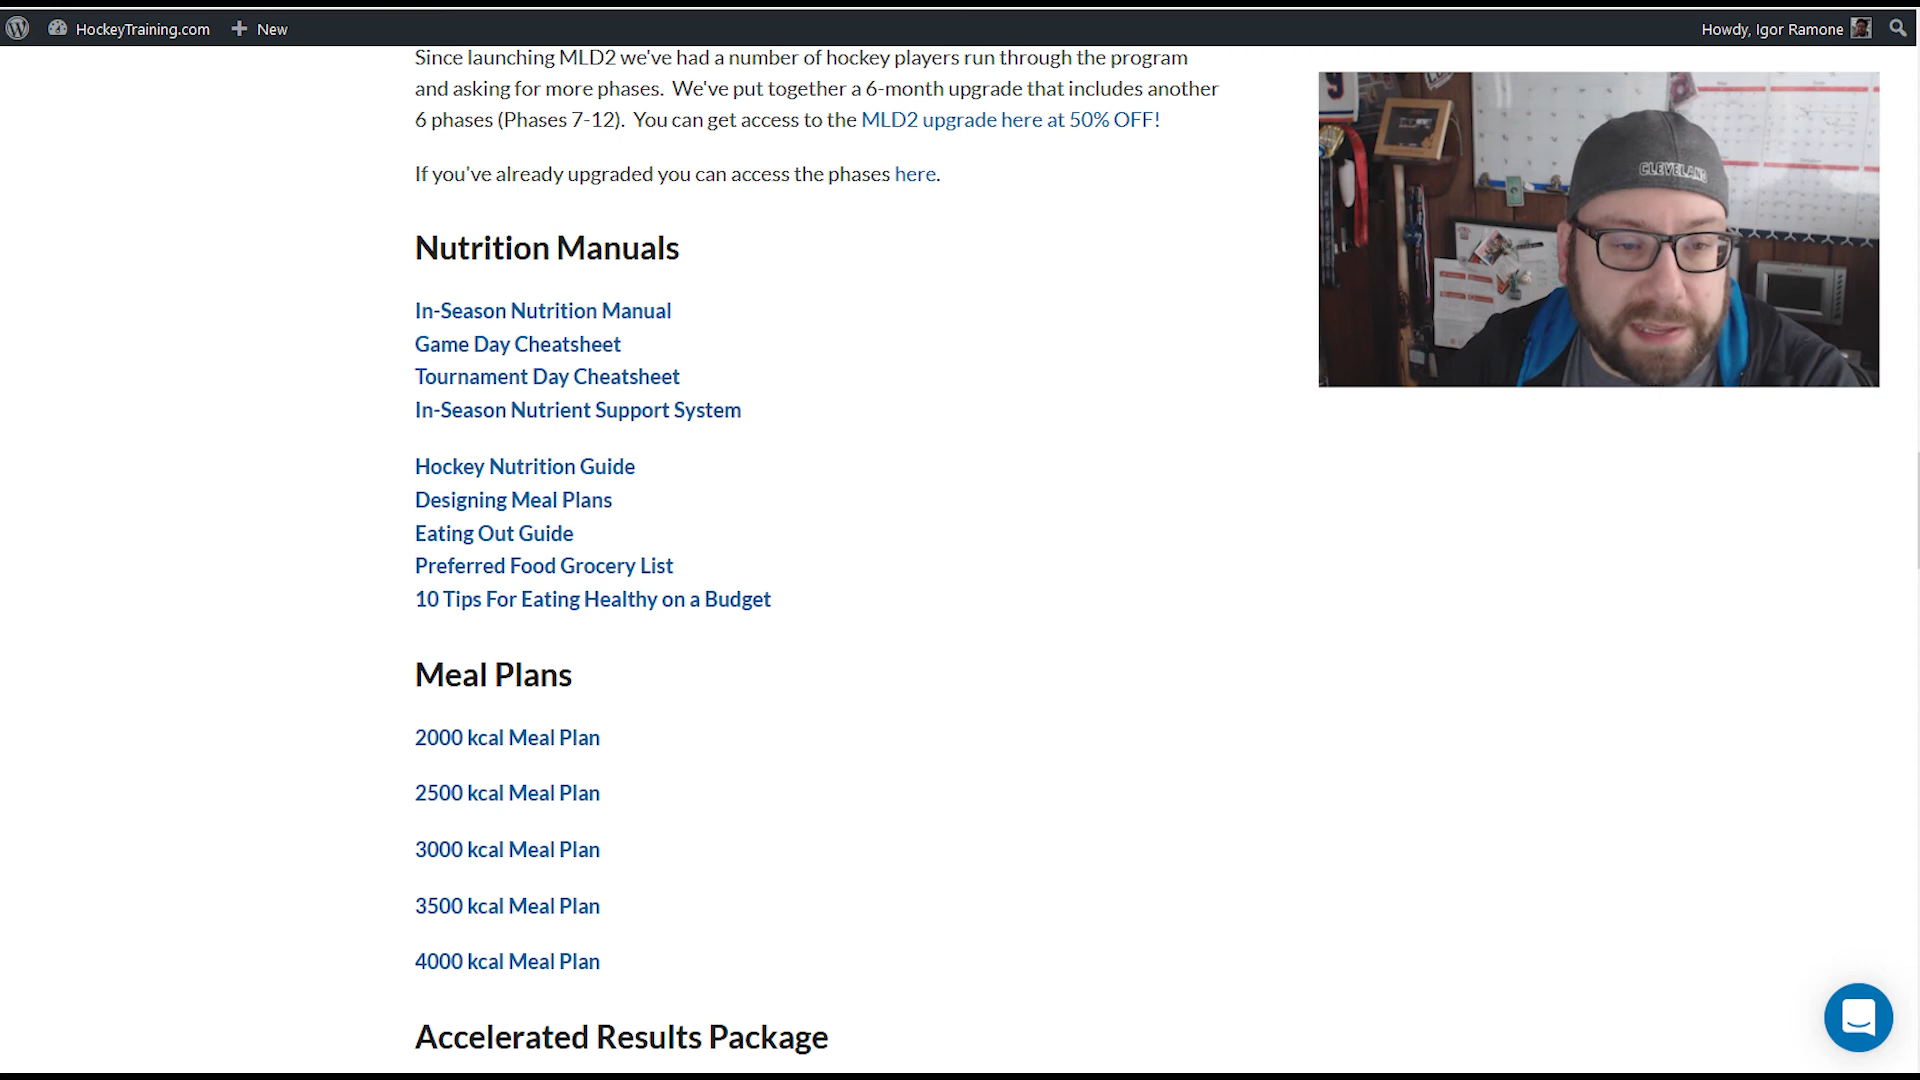 HockeyTraining.com
New
Howdy, Igor Ramone
Since launching MLD2 we've had a number of hockey players run through the program
and asking for more phases.  We've put together a 6-month upgrade that includes another
6 phases (Phases 7-12).  You can get access to the MLD2 upgrade here at 50% OFF!
If you've already upgraded you can access the phases here.
CLEVELAND
Nutrition Manuals
In-Season Nutrition Manual
Game Day Cheatsheet
Tournament Day Cheatsheet
In-Season Nutrient Support System
Hockey Nutrition Guide
Designing Meal Plans
Eating Out Guide
Preferred Food Grocery List
10 Tips For Eating Healthy on a Budget
Meal Plans
2000 kcal Meal Plan
2500 kcal Meal Plan
3000 kcal Meal Plan
3500 kcal Meal Plan
4000 kcal Meal Plan
Accelerated Results Package